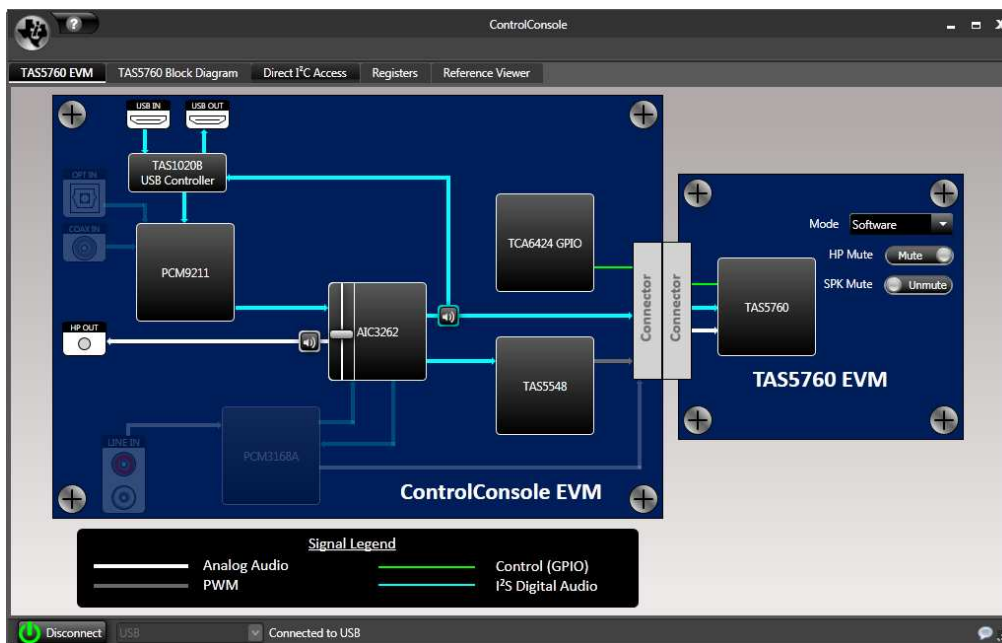 ControlConsole
?
TAS5760 EVM
TAS5760 Block Diagram
Direct I²C Access
Registers
Reference Viewer
USB IN
USB OUT
TAS1020B
USB Controller
OPT IN
COAX IN
PCM9211
HP OUT
AIC3262
TCA6424 GPIO
TAS5548
LINE IN
PCM3168A
ControlConsole EVM
Connector
Connector
Mode
Software
HP Mute
Mute
SPK Mute
Unmute
TAS5760
TAS5760 EVM
Signal Legend
Analog Audio
Control (GPIO)
PWM
I²S Digital Audio
Disconnect
USB
Connected to USB